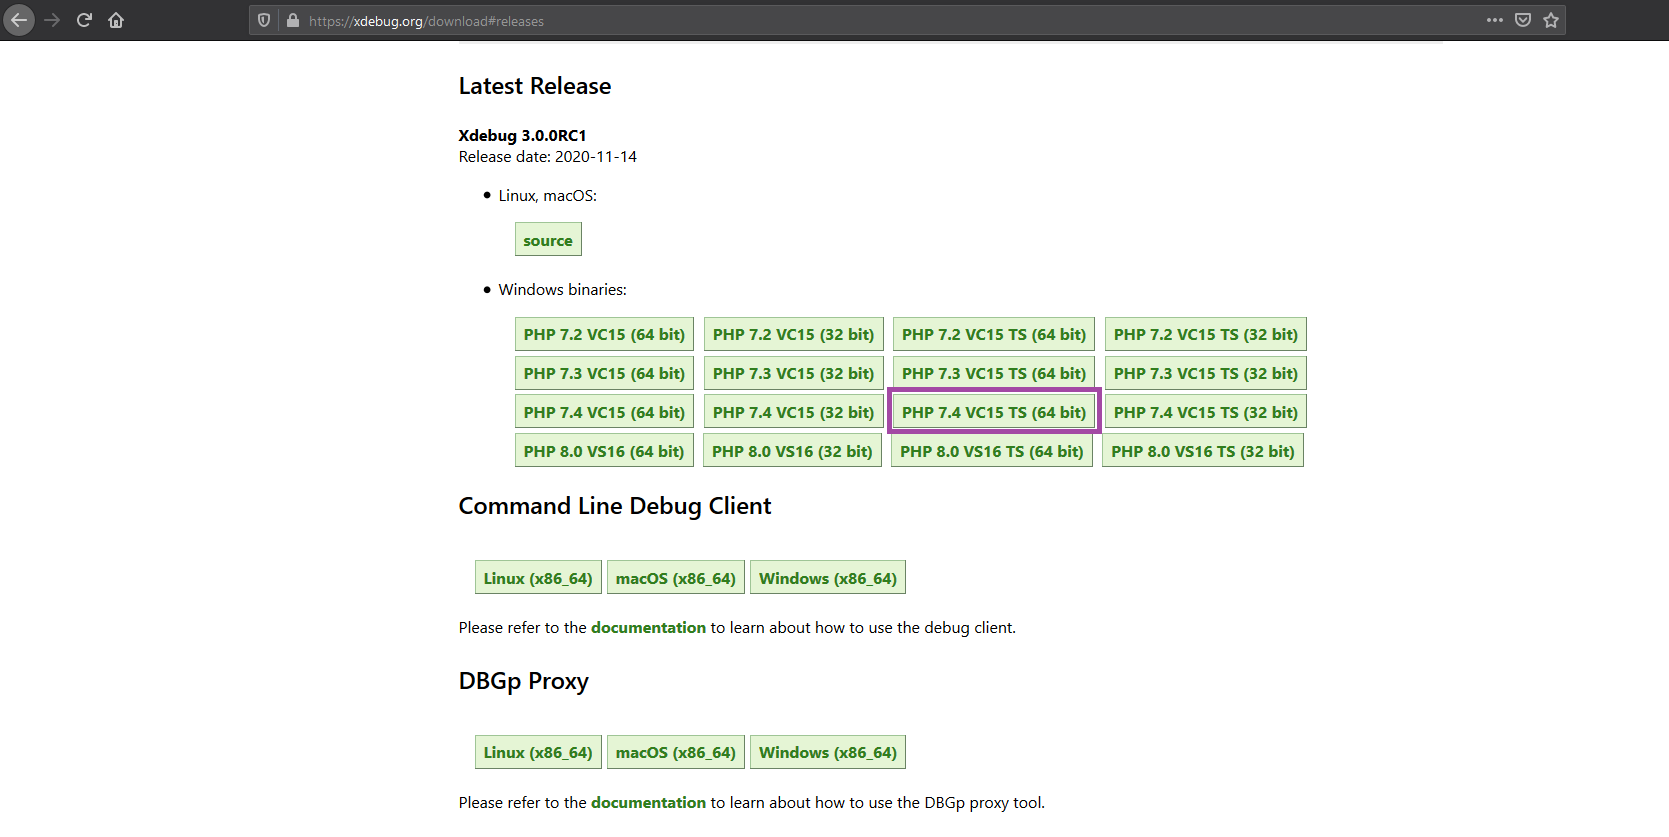 https://xdebug.org/download#releases
Latest Release
Xdebug 3.0.0RC1
Release date: 2020-11-14
Linux, macOS:
source
Windows binaries:
PHP 7.2 VC15 (64 bit) PHP 7.2 VC15 (32 bit) PHP 7.2 VC15 TS (64 bit) PHP 7.2 VC15 TS (32 bit)
PHP 7.3 VC15 (64 bit) PHP 7.3 VC15 (32 bit) PHP 7.3 VC15 TS (64 bit) PHP 7.3 VC15 TS (32 bit)
PHP 7.4 VC15 (64 bit) PHP 7.4 VC15 (32 bit) PHP 7.4 VC15 TS (64 bit) PHP 7.4 VC15 TS (32 bit)
PHP 8.0 VS16 (64 bit) PHP 8.0 VS16 (32 bit) PHP 8.0 VS16 TS (64 bit) PHP 8.0 VS16 TS (32 bit)
Command Line Debug Client
Linux (x86_64) macOS (x86_64) Windows (x86_64)
Please refer to the documentation to learn about how to use the debug client.
DBGp Proxy
Linux (x86_64) macOS (x86_64) Windows (x86_64)
Please refer to the documentation to learn about how to use the DBGp proxy tool.